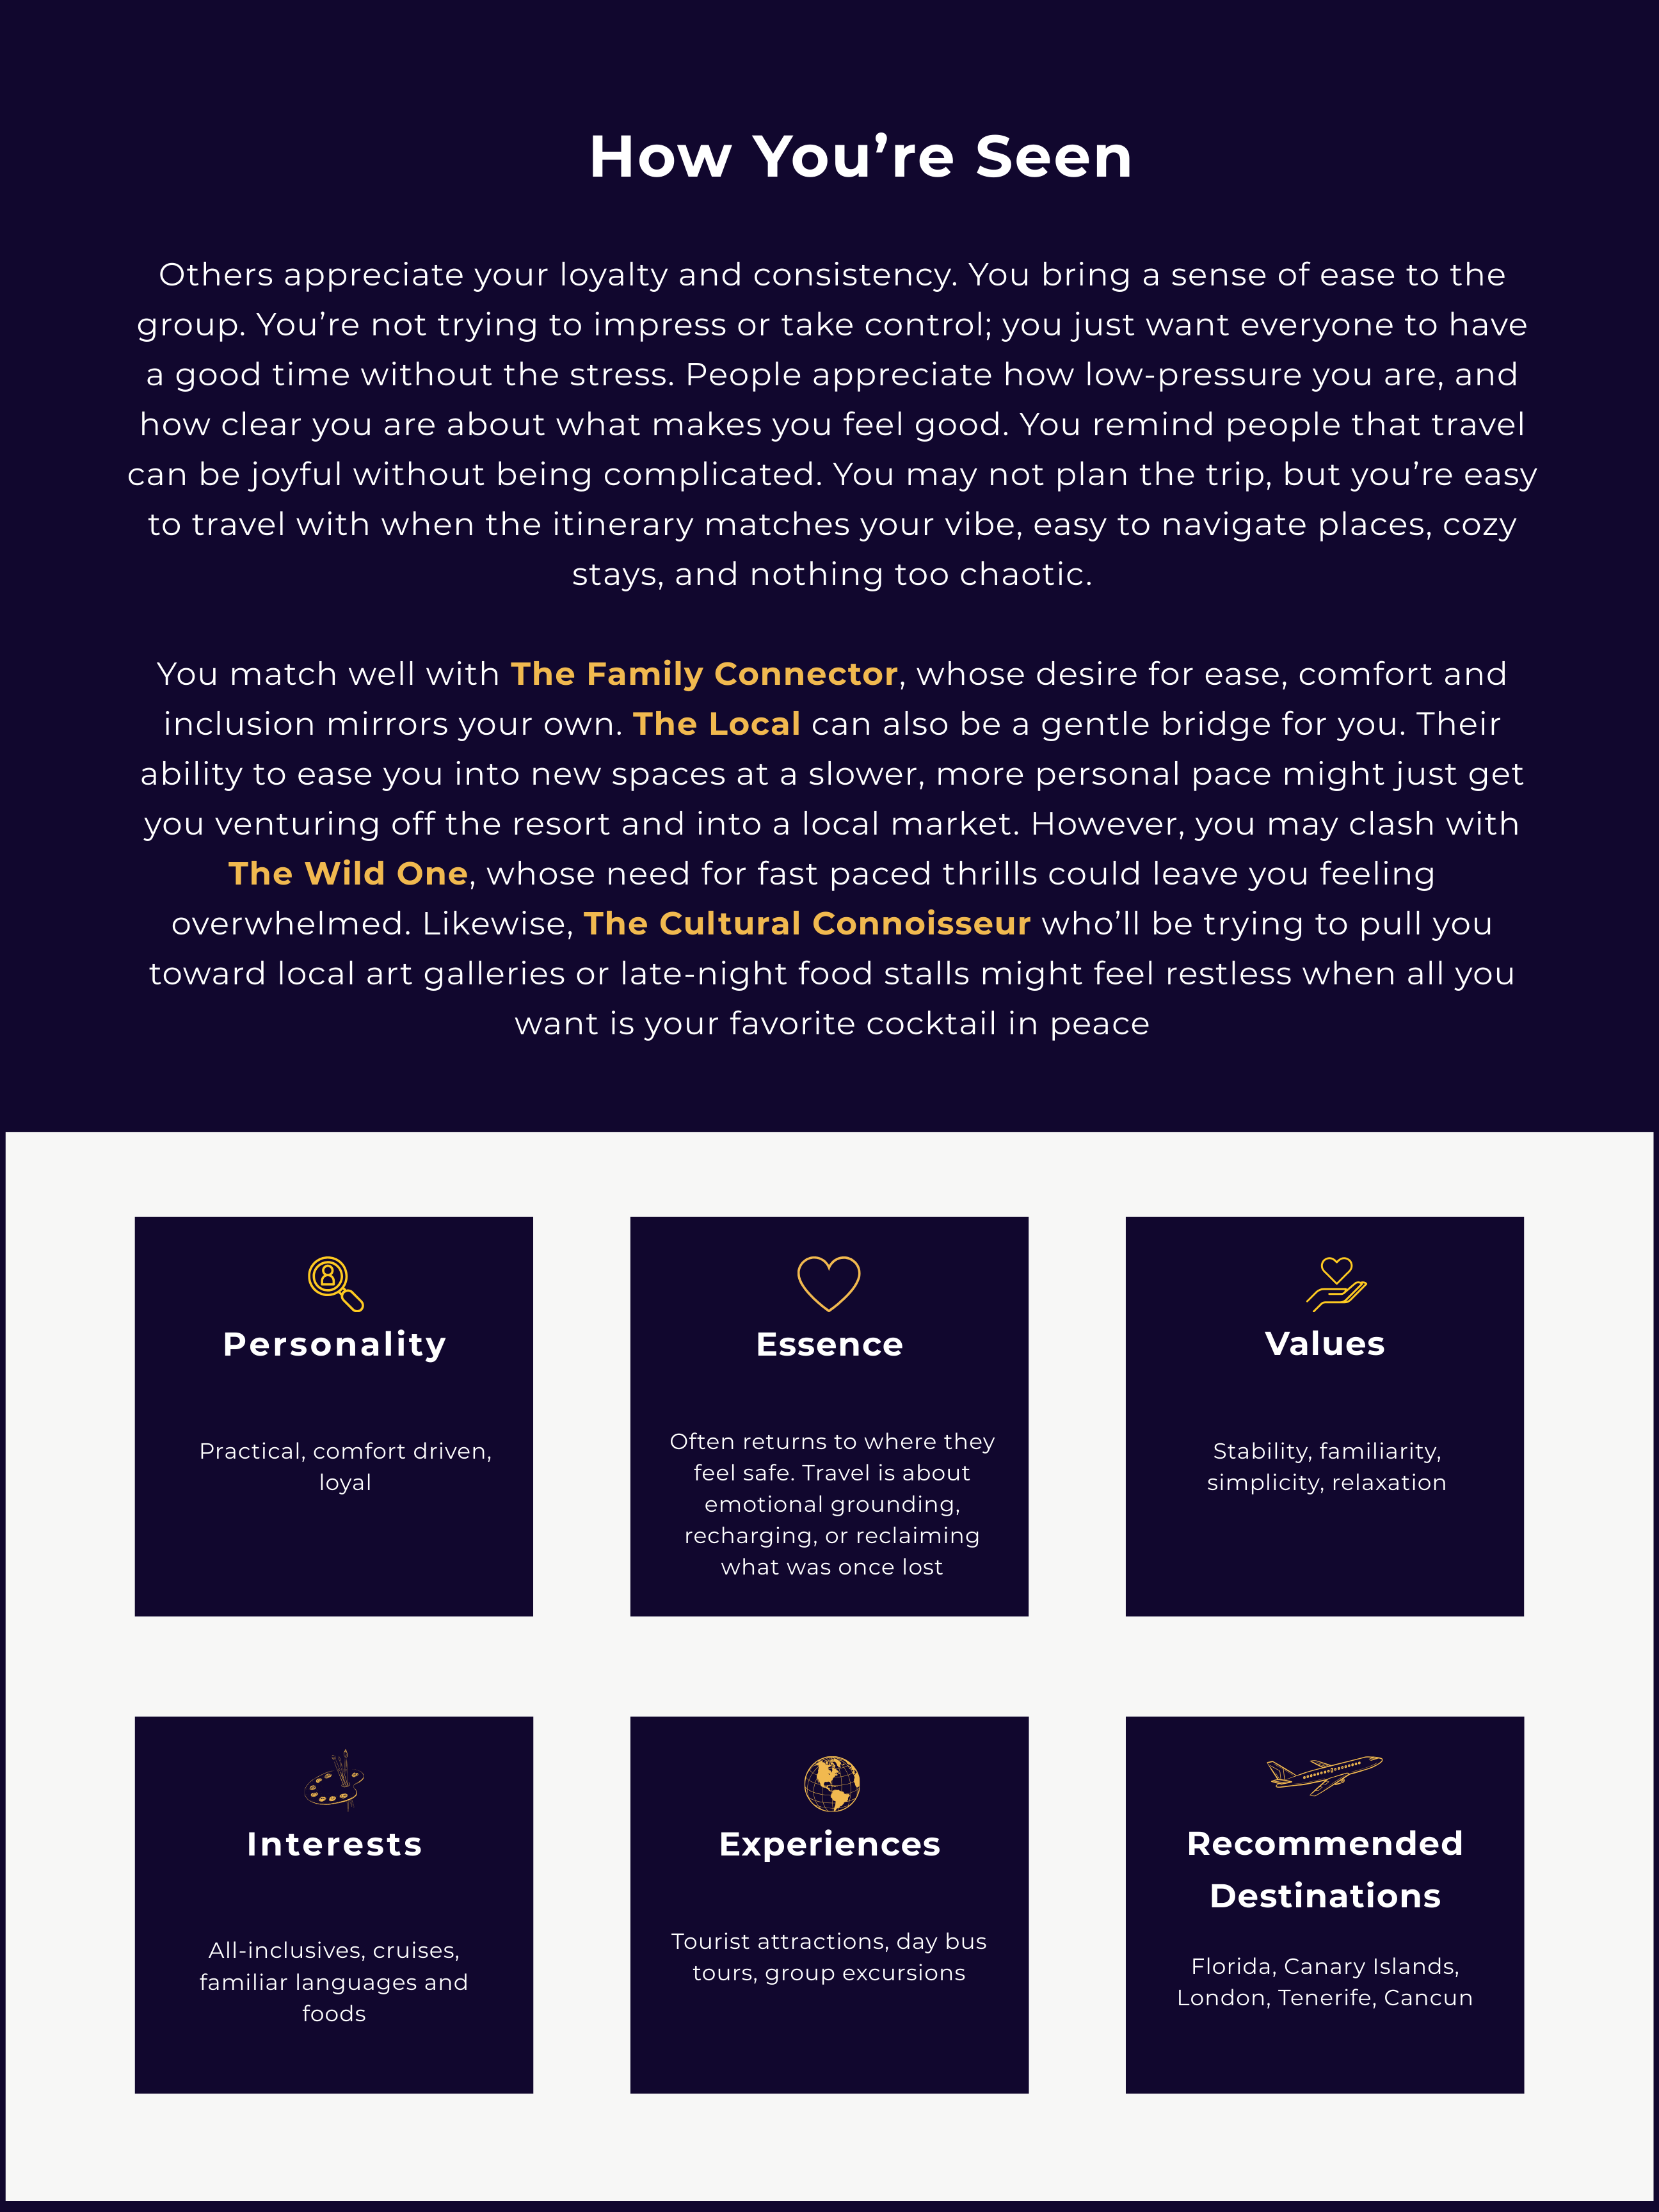 How You’re Seen
Others appreciate your loyalty and consistency. You bring a sense of ease to the
group. You’re not trying to impress or take control; you just want everyone to have
a good time without the stress. People appreciate how low-pressure you are, and
how clear you are about what makes you feel good. You remind people that travel
can be joyful without being complicated. You may not plan the trip, but you’re easy
to travel with when the itinerary matches your vibe, easy to navigate places, cozy
stays, and nothing too chaotic.
You match well with The Family Connector, whose desire for ease, comfort and
inclusion mirrors your own. The Local can also be a gentle bridge for you. Their
ability to ease you into new spaces at a slower, more personal pace might just get
you venturing off the resort and into a local market. However, you may clash with
The Wild One, whose need for fast paced thrills could leave you feeling
overwhelmed. Likewise, The Cultural Connoisseur who’ll be trying to pull you
toward local art galleries or late-night food stalls might feel restless when all you
want is your favorite cocktail in peace
Personality
Practical, comfort driven,
loyal
Essence
Often returns to where they
feel safe. Travel is about
emotional grounding,
recharging, or reclaiming
what was once lost
Values
Stability, familiarity,
simplicity, relaxation
Interests
All-inclusives, cruises,
familiar languages and
foods
Experiences
Tourist attractions, day bus
tours, group excursions
Recommended
Destinations
Florida, Canary Islands,
London, Tenerife, Cancun